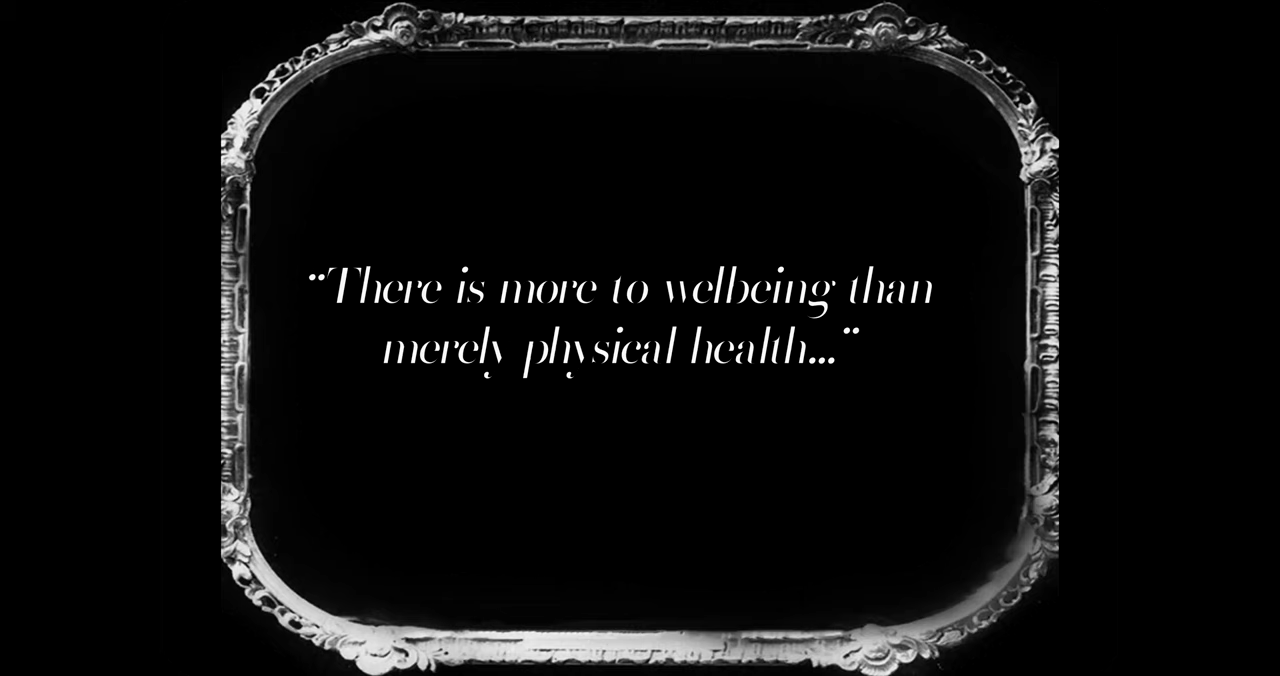 “There is more to welbeing than
merely physical health...”